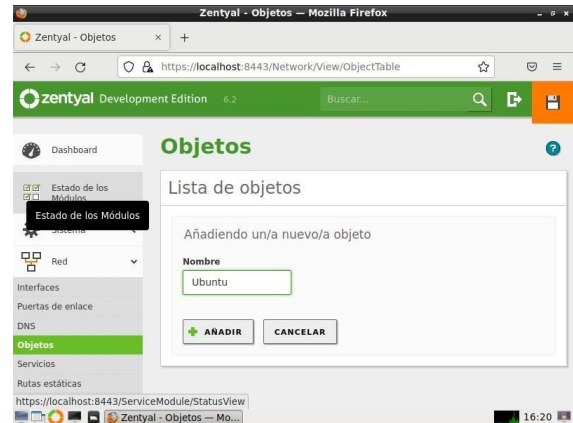 Zentyal - Objetos — Mozilla Firefox
Zentyal - Objetos
https://localhost:8443/Network/View/ObjectTable
zentyal Development Edition 6.2
Buscar...
Dashboard
Objetos
Estado de los Módulos
Lista de objetos
Estado de los Módulos
Sistema
Añadiendo un/a nuevo/a objeto
Red
Nombre
Ubuntu
Interfaces
Puertas de enlace
DNS
AÑADIR
CANCELAR
Objetos
Servicios
Rutas estáticas
https://localhost:8443/ServiceModule/StatusView
Zentyal - Objetos — Mo...
16:20